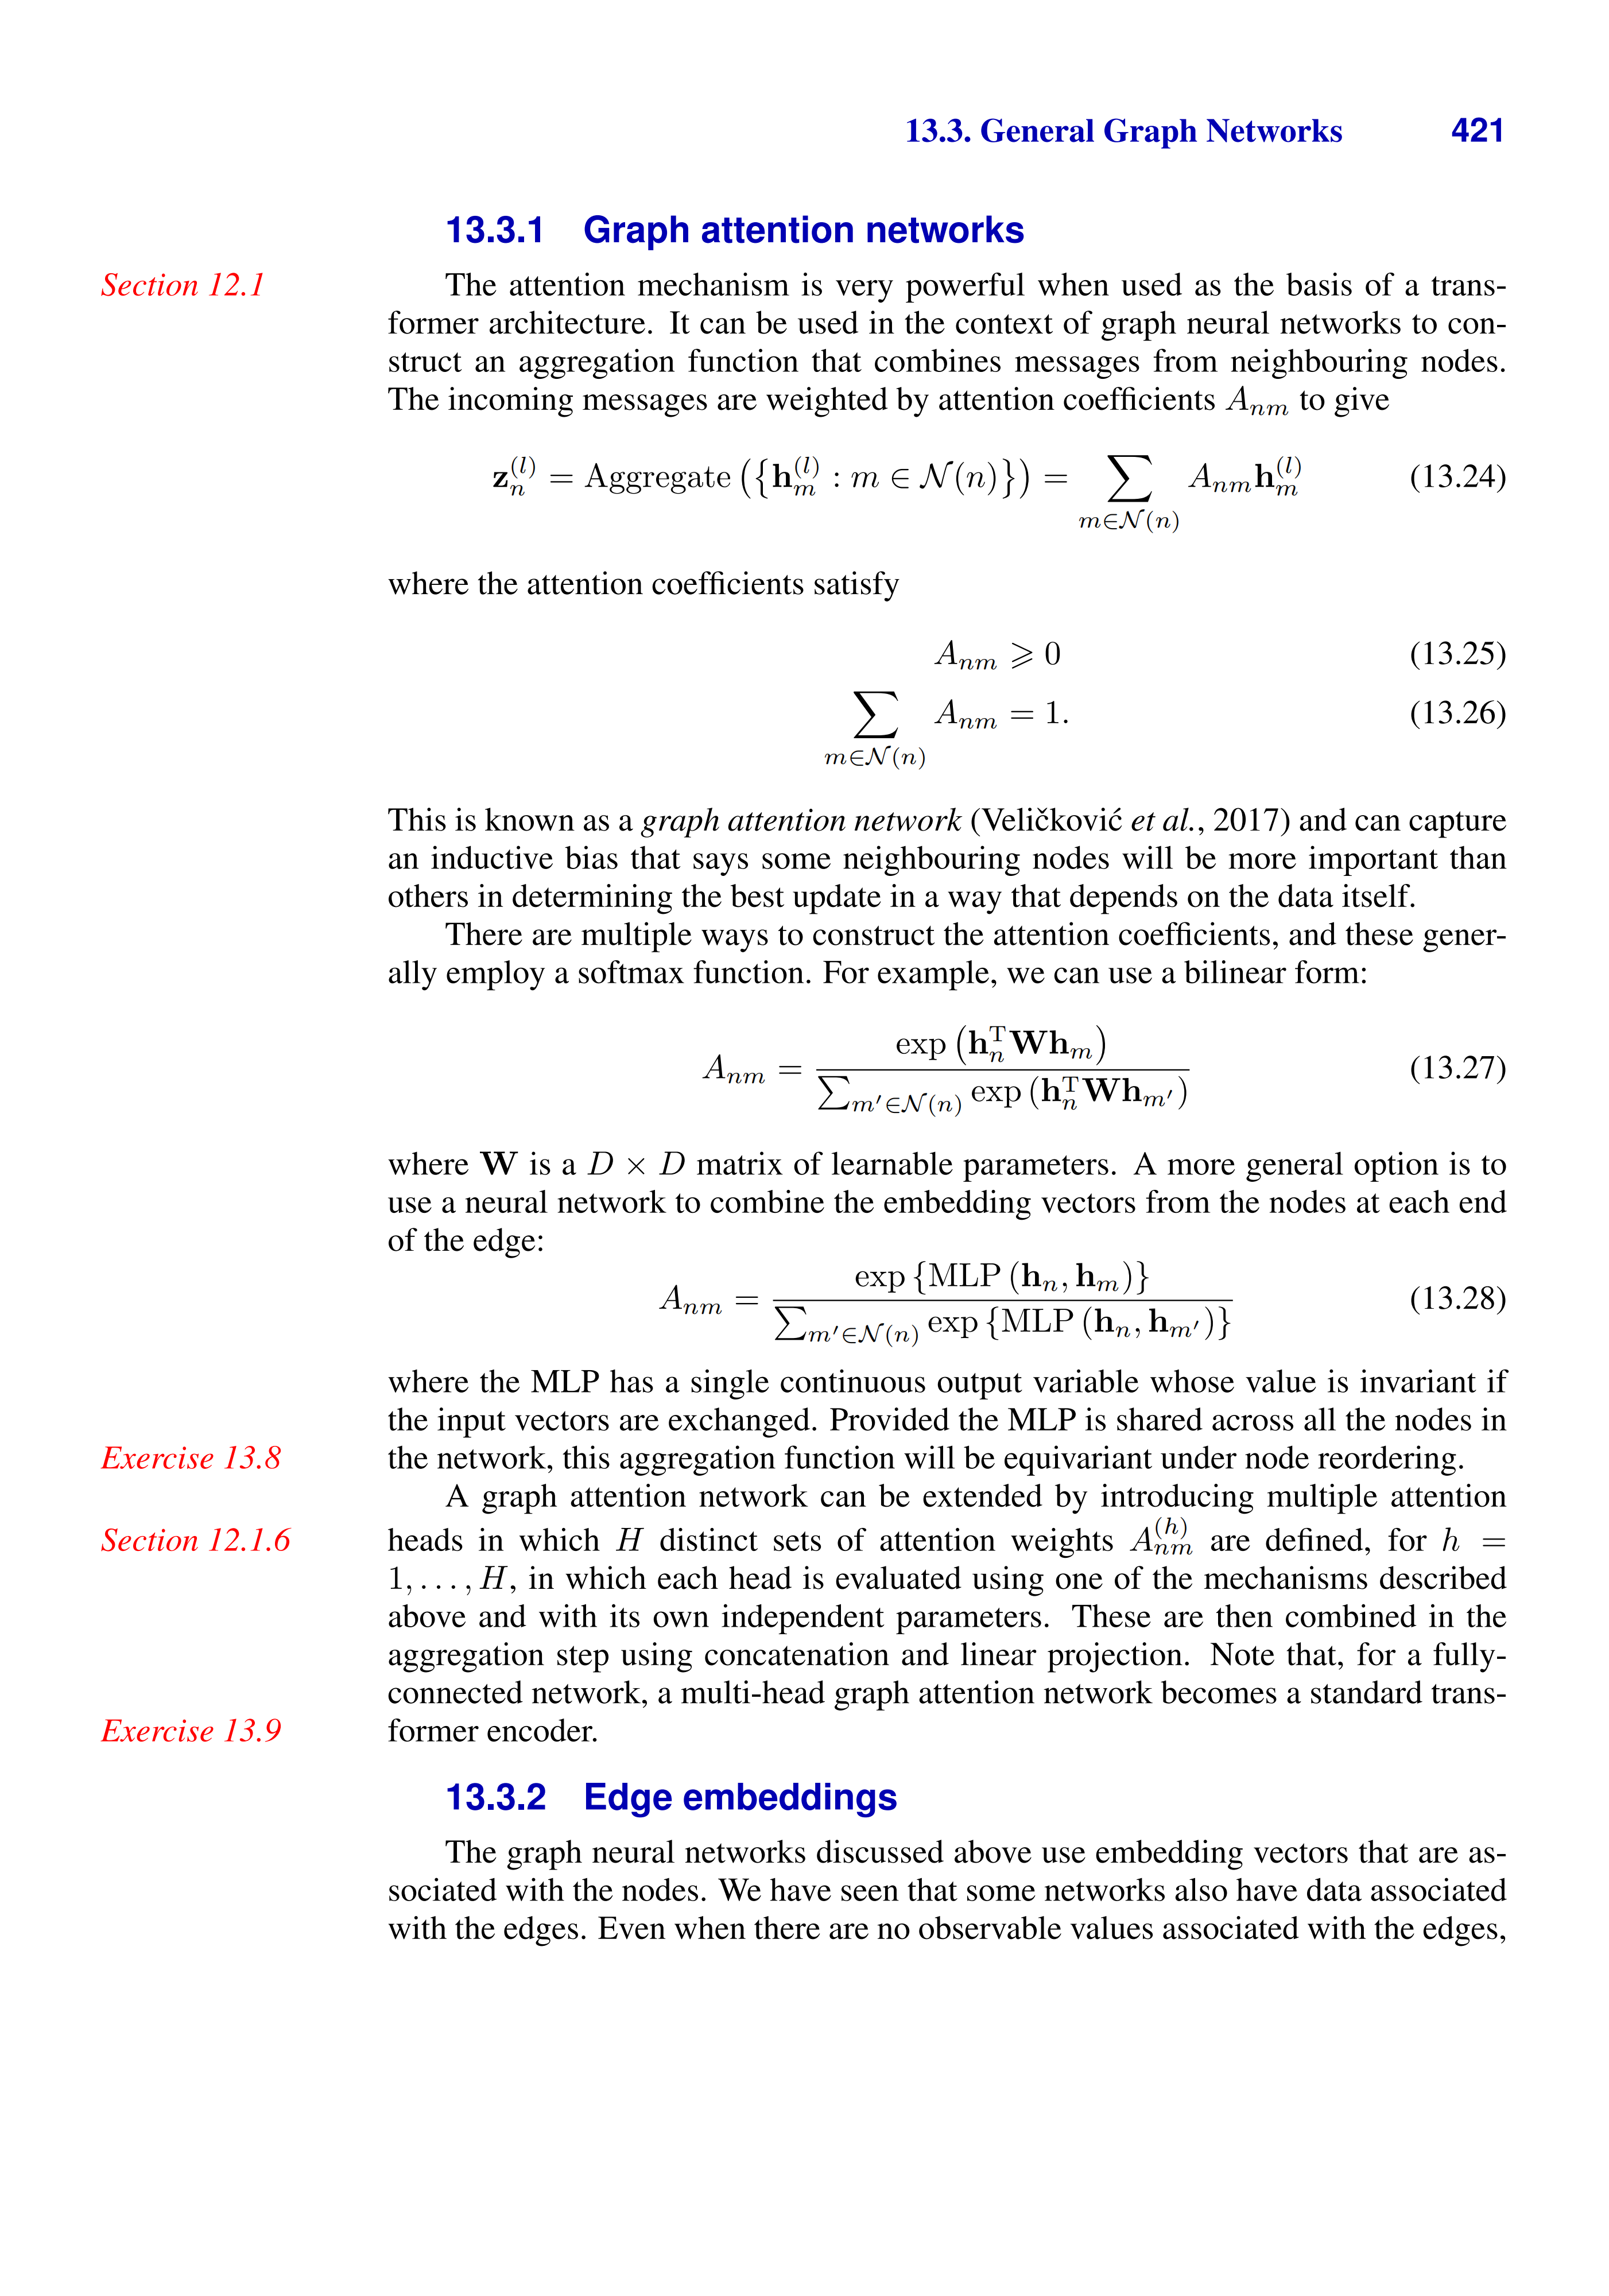 13.3. General Graph Networks 421
13.3.1 Graph attention networks
Section 12.1 The attention mechanism is very powerful when used as the basis of a trans-
former architecture. It can be used in the context of graph neural networks to con-
struct an aggregation function that combines messages from neighbouring nodes.
The incoming messages are weighted by attention coefficients $A_{nm}$ to give
$\mathbf{z}_n^{(l)} = \mathrm{Aggregate}\left(\left\{\mathbf{h}_m^{(l)} : m \in \mathcal{N}(n)\right\}\right) = \sum_{m \in \mathcal{N}(n)} A_{nm}\mathbf{h}_m^{(l)}$ (13.24)
where the attention coefficients satisfy
$A_{nm} \geqslant 0$ (13.25)
$\sum_{m \in \mathcal{N}(n)} A_{nm} = 1.$ (13.26)
This is known as a graph attention network (Veličković et al., 2017) and can capture
an inductive bias that says some neighbouring nodes will be more important than
others in determining the best update in a way that depends on the data itself.
There are multiple ways to construct the attention coefficients, and these gener-
ally employ a softmax function. For example, we can use a bilinear form:
$A_{nm} = \frac{\exp\left(\mathbf{h}_n^{\mathrm{T}}\mathbf{W}\mathbf{h}_m\right)}{\sum_{m' \in \mathcal{N}(n)} \exp\left(\mathbf{h}_n^{\mathrm{T}}\mathbf{W}\mathbf{h}_{m'}\right)}$ (13.27)
where $\mathbf{W}$ is a $D \times D$ matrix of learnable parameters. A more general option is to
use a neural network to combine the embedding vectors from the nodes at each end
of the edge:
$A_{nm} = \frac{\exp\left\{\mathrm{MLP}\left(\mathbf{h}_n, \mathbf{h}_m\right)\right\}}{\sum_{m' \in \mathcal{N}(n)} \exp\left\{\mathrm{MLP}\left(\mathbf{h}_n, \mathbf{h}_{m'}\right)\right\}}$ (13.28)
where the MLP has a single continuous output variable whose value is invariant if
the input vectors are exchanged. Provided the MLP is shared across all the nodes in
Exercise 13.8 the network, this aggregation function will be equivariant under node reordering.
A graph attention network can be extended by introducing multiple attention
Section 12.1.6 heads in which $H$ distinct sets of attention weights $A_{nm}^{(h)}$ are defined, for $h =$
$1, \ldots, H$, in which each head is evaluated using one of the mechanisms described
above and with its own independent parameters. These are then combined in the
aggregation step using concatenation and linear projection. Note that, for a fully-
connected network, a multi-head graph attention network becomes a standard trans-
Exercise 13.9 former encoder.
13.3.2 Edge embeddings
The graph neural networks discussed above use embedding vectors that are as-
sociated with the nodes. We have seen that some networks also have data associated
with the edges. Even when there are no observable values associated with the edges,